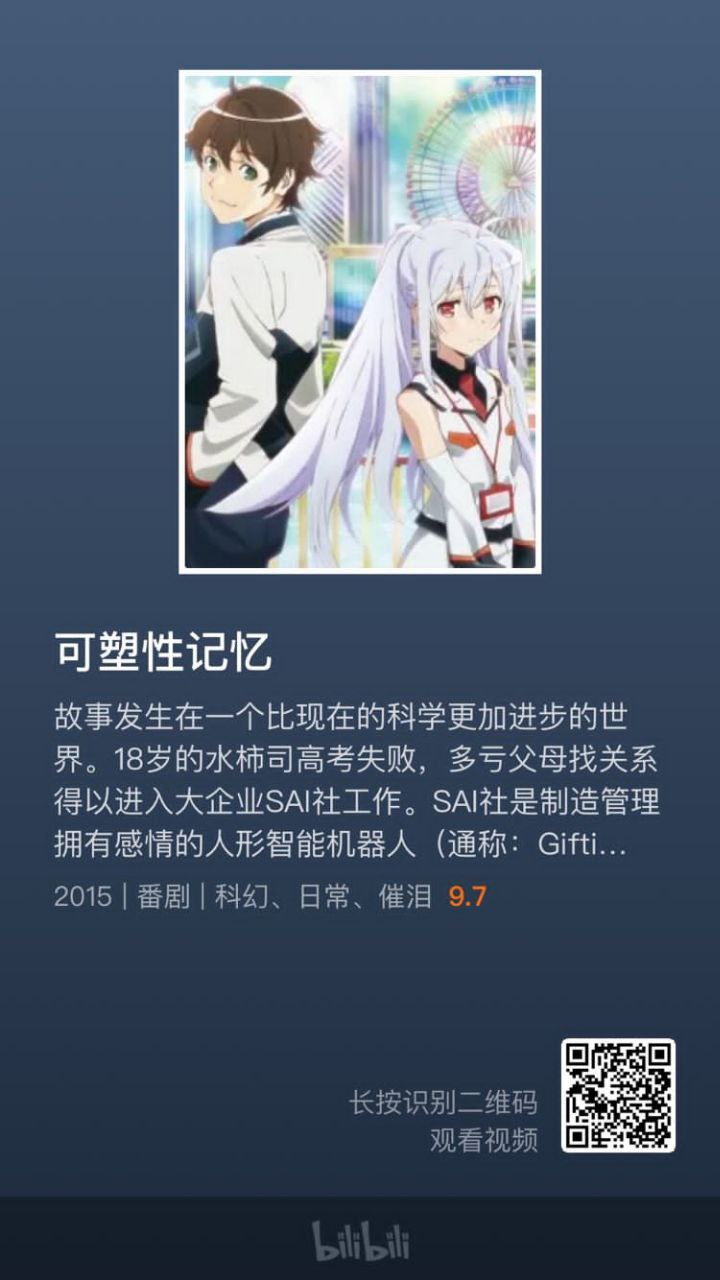 可塑性记忆
故事发生在一个比现在的科学更加进步的世
界。18岁的水柿司高考失败，多亏父母找关系
得以进入大企业SAI社工作。SAI社是制造管理
拥有感情的人形智能机器人（通称：Gifti...
2015 | 番剧 | 科幻、日常、催泪 9.7
长按识别二维码
观看视频
bilibili